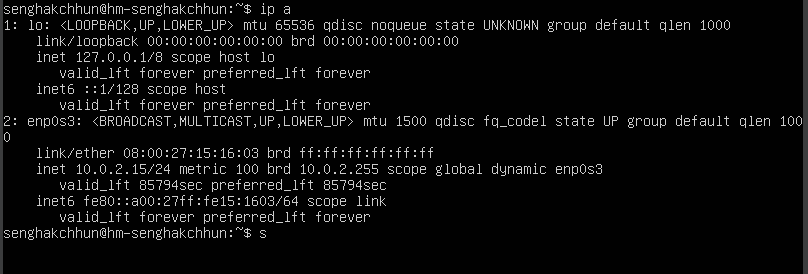 senghakchhun@hm-senghakchhun:~$ ip a
1: lo: <LOOPBACK,UP,LOWER_UP> mtu 65536 qdisc noqueue state UNKNOWN group default qlen 1000
    link/loopback 00:00:00:00:00:00 brd 00:00:00:00:00:00
    inet 127.0.0.1/8 scope host lo
       valid_lft forever preferred_lft forever
    inet6 ::1/128 scope host
       valid_lft forever preferred_lft forever
2: enp0s3: <BROADCAST,MULTICAST,UP,LOWER_UP> mtu 1500 qdisc fq_codel state UP group default qlen 100
0
    link/ether 08:00:27:15:16:03 brd ff:ff:ff:ff:ff:ff
    inet 10.0.2.15/24 metric 100 brd 10.0.2.255 scope global dynamic enp0s3
       valid_lft 85794sec preferred_lft 85794sec
    inet6 fe80::a00:27ff:fe15:1603/64 scope link
       valid_lft forever preferred_lft forever
senghakchhun@hm-senghakchhun:~$ s